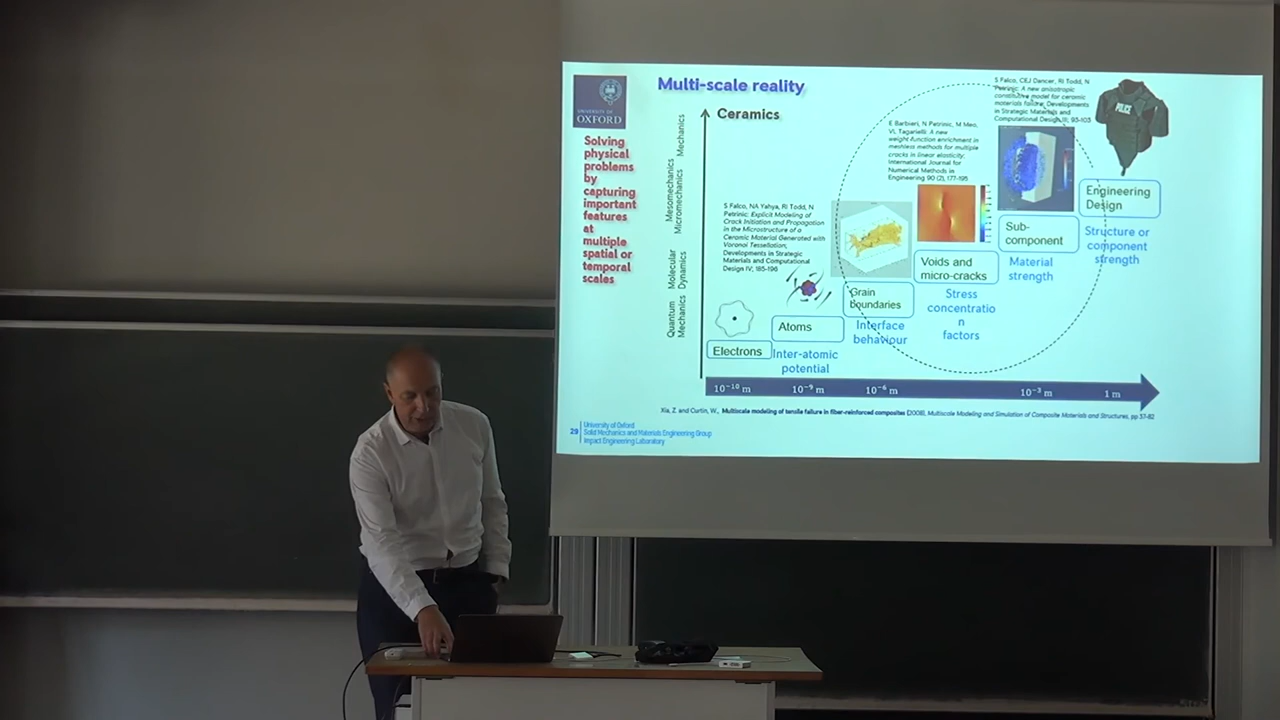 UNIVERSITY OF
OXFORD
Multi-scale reality
Solving
physical
problems
by
capturing
important
features
at
multiple
spatial or
temporal
scales
Ceramics
Mechanics
Mesomechanics
Micromechanics
Molecular
Dynamics
Quantum
Mechanics
S Falco, NA Yahya, RI Todd, N
Petrinic: Explicit Modeling of
Crack Initiation and Propagation
in the Microstructure of a
Ceramic Material Generated with
Voronoi Tessellation,
Developments in Strategic
Materials and Computational
Design IV, 185-196
E Barbieri, N Petrinic, M Meo,
VL Tagarielli: A new
weight-function enrichment in
meshless methods for multiple
cracks in linear elasticity:
International Journal for
Numerical Methods in
Engineering 90 (2), 177-195
S Falco, CEJ Dancer, RI Todd, N
Petrinic: A new anisotropic
constitutive model for ceramic
materials failure, Developments
in Strategic Materials and
Computational Design III; 93-103
POLICE
Electrons
Atoms
Inter-atomic
potential
Grain
boundaries
Interface
behaviour
Voids and
micro-cracks
Stress
concentratio
n
factors
Sub-
component
Material
strength
Engineering
Design
Structure or
component
strength
10⁻¹⁰ m
10⁻⁹ m
10⁻⁶ m
10⁻³ m
1 m
Xia, Z. and Curtin, W., Multiscale modeling of tensile failure in fiber-reinforced composites (2008), Multiscale Modeling and Simulation of Composite Materials and Structures, pp 37-82
29
University of Oxford
Solid Mechanics and Materials Engineering Group
Impact Engineering Laboratory